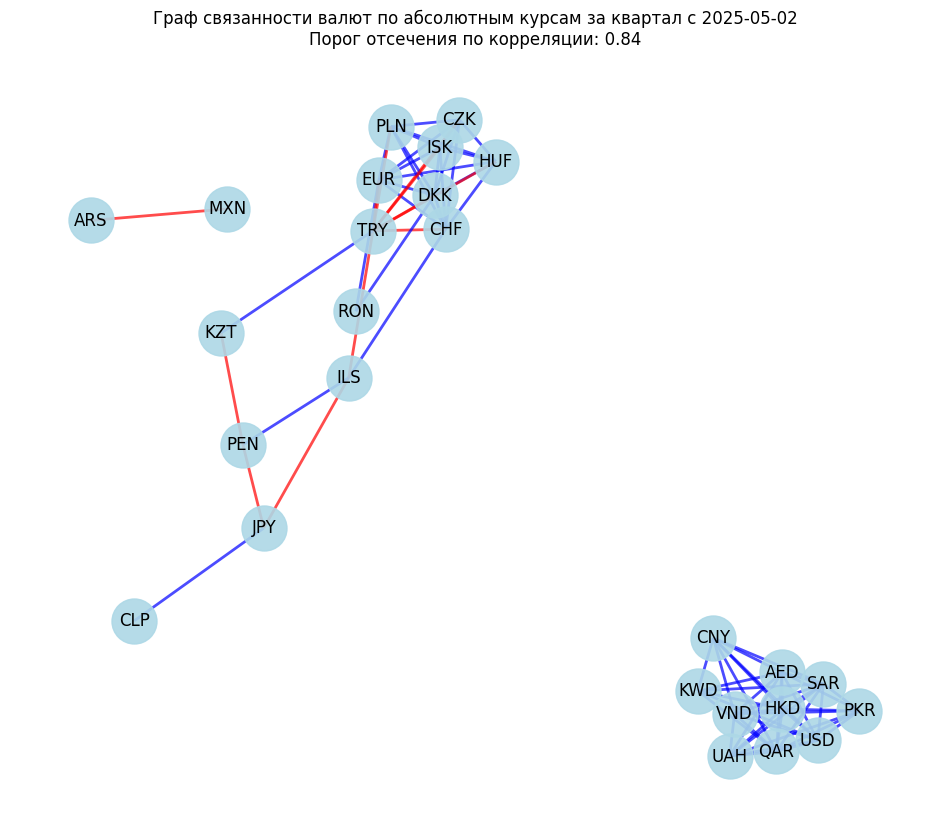 Граф связанности валют по абсолютным курсам за квартал с 2025-05-02
Порог отсечения по корреляции: 0.84
PLN
CZK
ISK
HUF
EUR
DKK
ARS
MXN
TRY
CHF
RON
KZT
ILS
PEN
JPY
CLP
CNY
AED
KWD
SAR
VND
HKD
PKR
UAH
QAR
USD